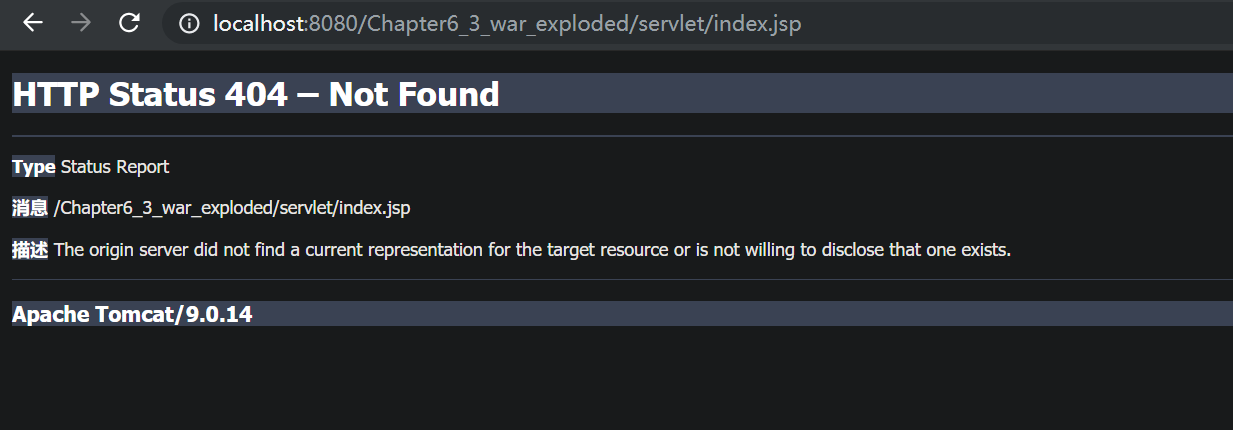 localhost:8080/Chapter6_3_war_exploded/servlet/index.jsp
HTTP Status 404 – Not Found
Type Status Report
消息 /Chapter6_3_war_exploded/servlet/index.jsp
描述 The origin server did not find a current representation for the target resource or is not willing to disclose that one exists.
Apache Tomcat/9.0.14